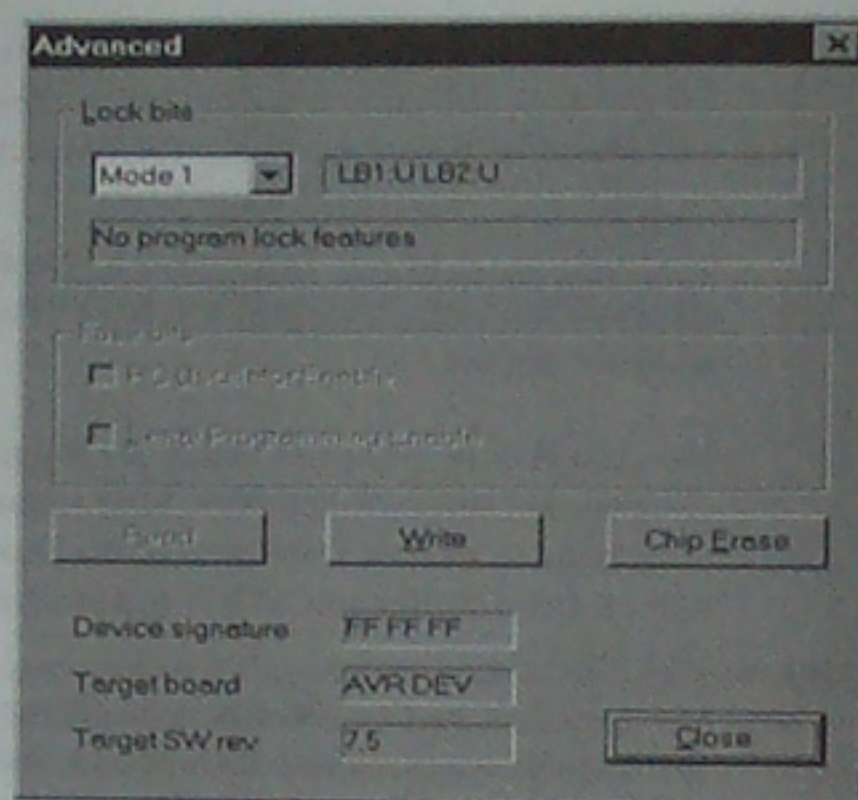 Advanced
Lock bits
Mode 1
LB1:U LB2:U
No program lock features
Write
Chip Erase
Device signature
FF FF FF
Target board
AVR DEV
Target SW rev
7.5
Close